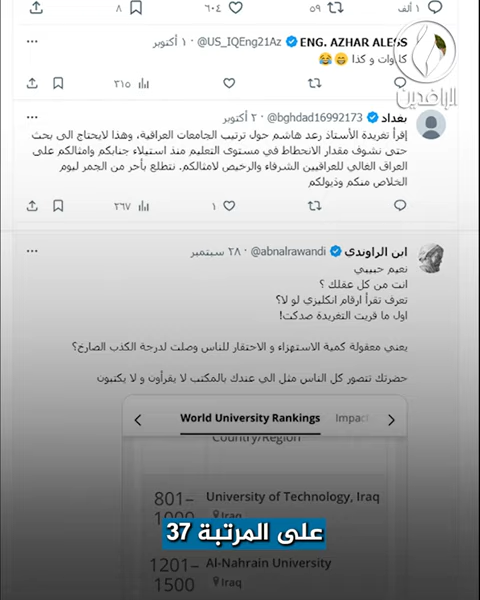 ١ ألف
٥٩
٦٠٤
٨
ENG. AZHAR ALESS @US_IQEng21Az · ١ أكتوبر
كلاوات و كذا 😁😂
٣١٥
الرافدين
بغداد @bghdad16992173 · ٢ أكتوبر
إقرأ تغريدة الأستاذ رعد هاشم حول ترتيب الجامعات العراقية، وهذا لايحتاج الى بحث
حتى نشوف مقدار الانحطاط في مستوى التعليم منذ استيلاء جنابكم وامثالكم على
العراق الغالي للعراقيين الشرفاء والرخيص لامثالكم. نتطلع بأحر من الجمر ليوم
الخلاص منكم وذيولكم
١
٢٦٧
ابن الراوندي @abnalrawandi · ٢٨ سبتمبر
نعيم حبيبي
انت من كل عقلك ؟
تعرف تقرأ ارقام انكليزي لو لا؟
اول ما قريت التغريدة صدكت!
يعني معقولة كمية الاستهزاء و الاحتقار للناس وصلت لدرجة الكذب الصارخ؟
حضرتك تتصور كل الناس مثل الي عندك بالمكتب لا يقرأون و لا يكتبون
World University Rankings Impact
Country/Region
801–
1000
University of Technology, Iraq
Iraq
على المرتبة 37
1201–
1500
Al-Nahrain University
Iraq